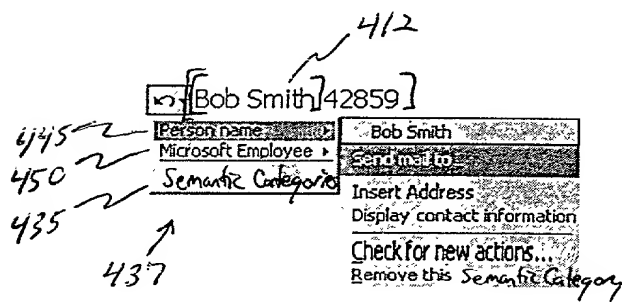 412
[[Bob Smith]42859]
445 Person name Bob Smith
450 Microsoft Employee Send mail to
435 Semantic Categories Insert Address
Display contact information
437 Check for new actions...
Remove this Semantic Category